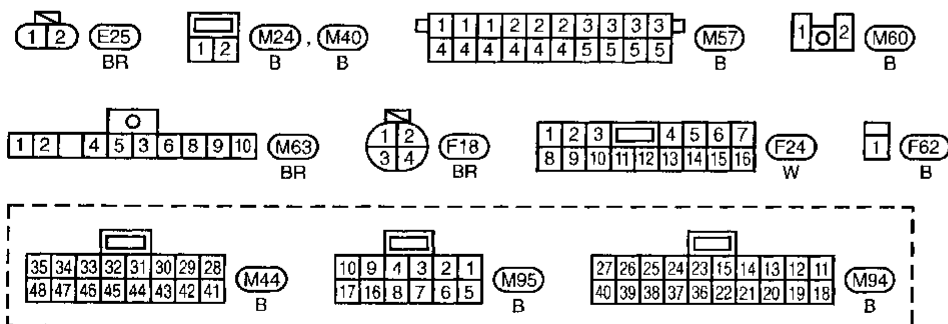 1 2 E25 BR
1 2 M24 , M40 B B
1 1 1 2 2 2 2 3 3 3 3
4 4 4 4 4 4 4 5 5 5 5
M57 B
1 2 M60 B
1 2 4 5 3 6 8 9 10 M63 BR
1 2
3 4
F18 BR
1 2 3 4 5 6 7
8 9 10 11 12 13 14 15 16
F24 W
1 F62 B
35 34 33 32 31 30 29 28
48 47 46 45 44 43 42 41
M44 B
10 9 4 3 2 1
17 16 8 7 6 5
M95 B
27 26 25 24 23 15 14 13 12 11
40 39 38 37 36 22 21 20 19 18
M94 B